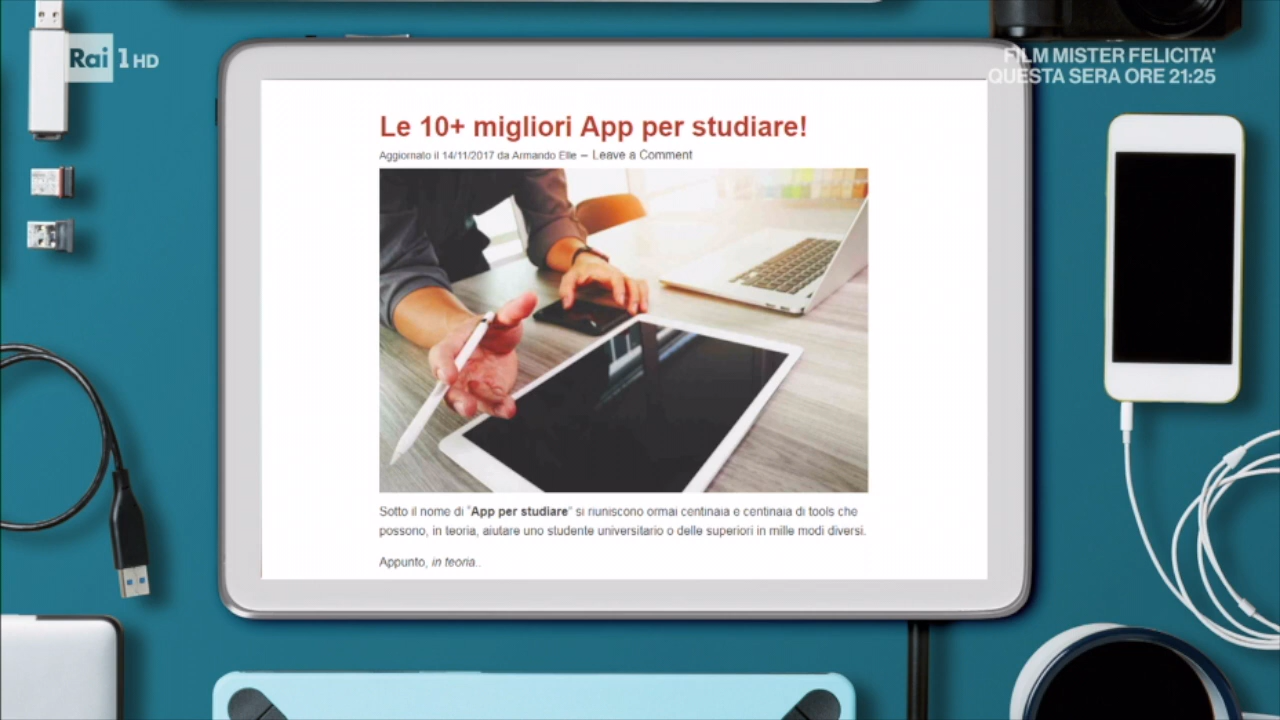 Rai 1 HD
FILM MISTER FELICITA'
QUESTA SERA ORE 21:25
Le 10+ migliori App per studiare!
Aggiornato il 14/11/2017 da Armando Elle — Leave a Comment
Sotto il nome di "App per studiare" si riuniscono ormai centinaia e centinaia di tools che
possono, in teoria, aiutare uno studente universitario o delle superiori in mille modi diversi.
Appunto, in teoria..